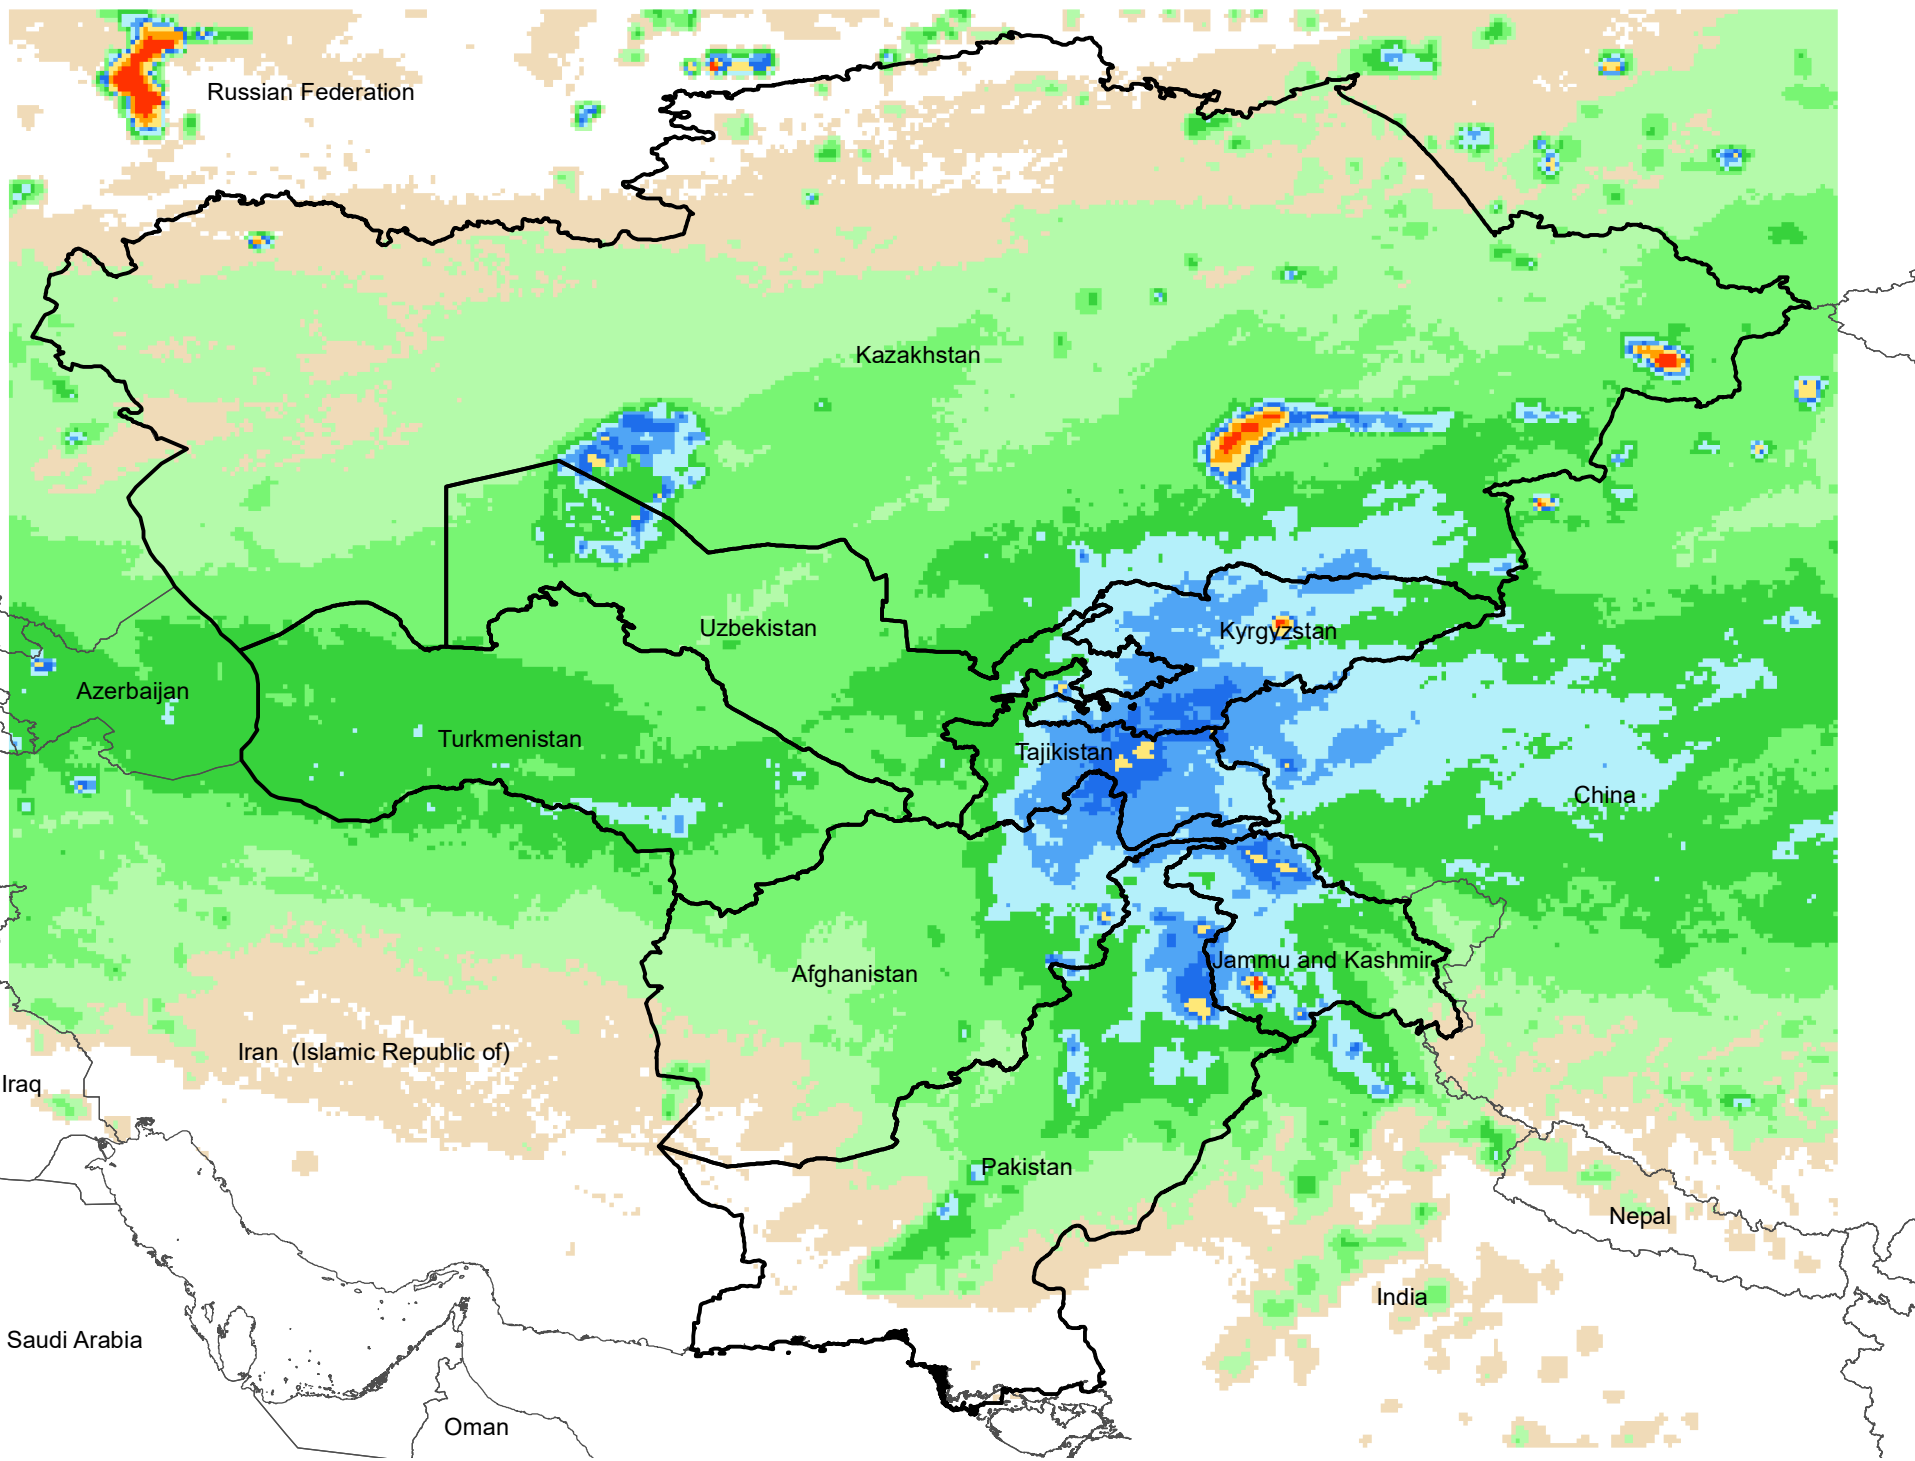 Russian Federation
Kazakhstan
Uzbekistan
Kyrgyzstan
Azerbaijan
Turkmenistan
Tajikistan
China
Afghanistan
Jammu and Kashmir
Iran  (Islamic Republic of)
Iraq
Pakistan
Nepal
India
Saudi Arabia
Oman